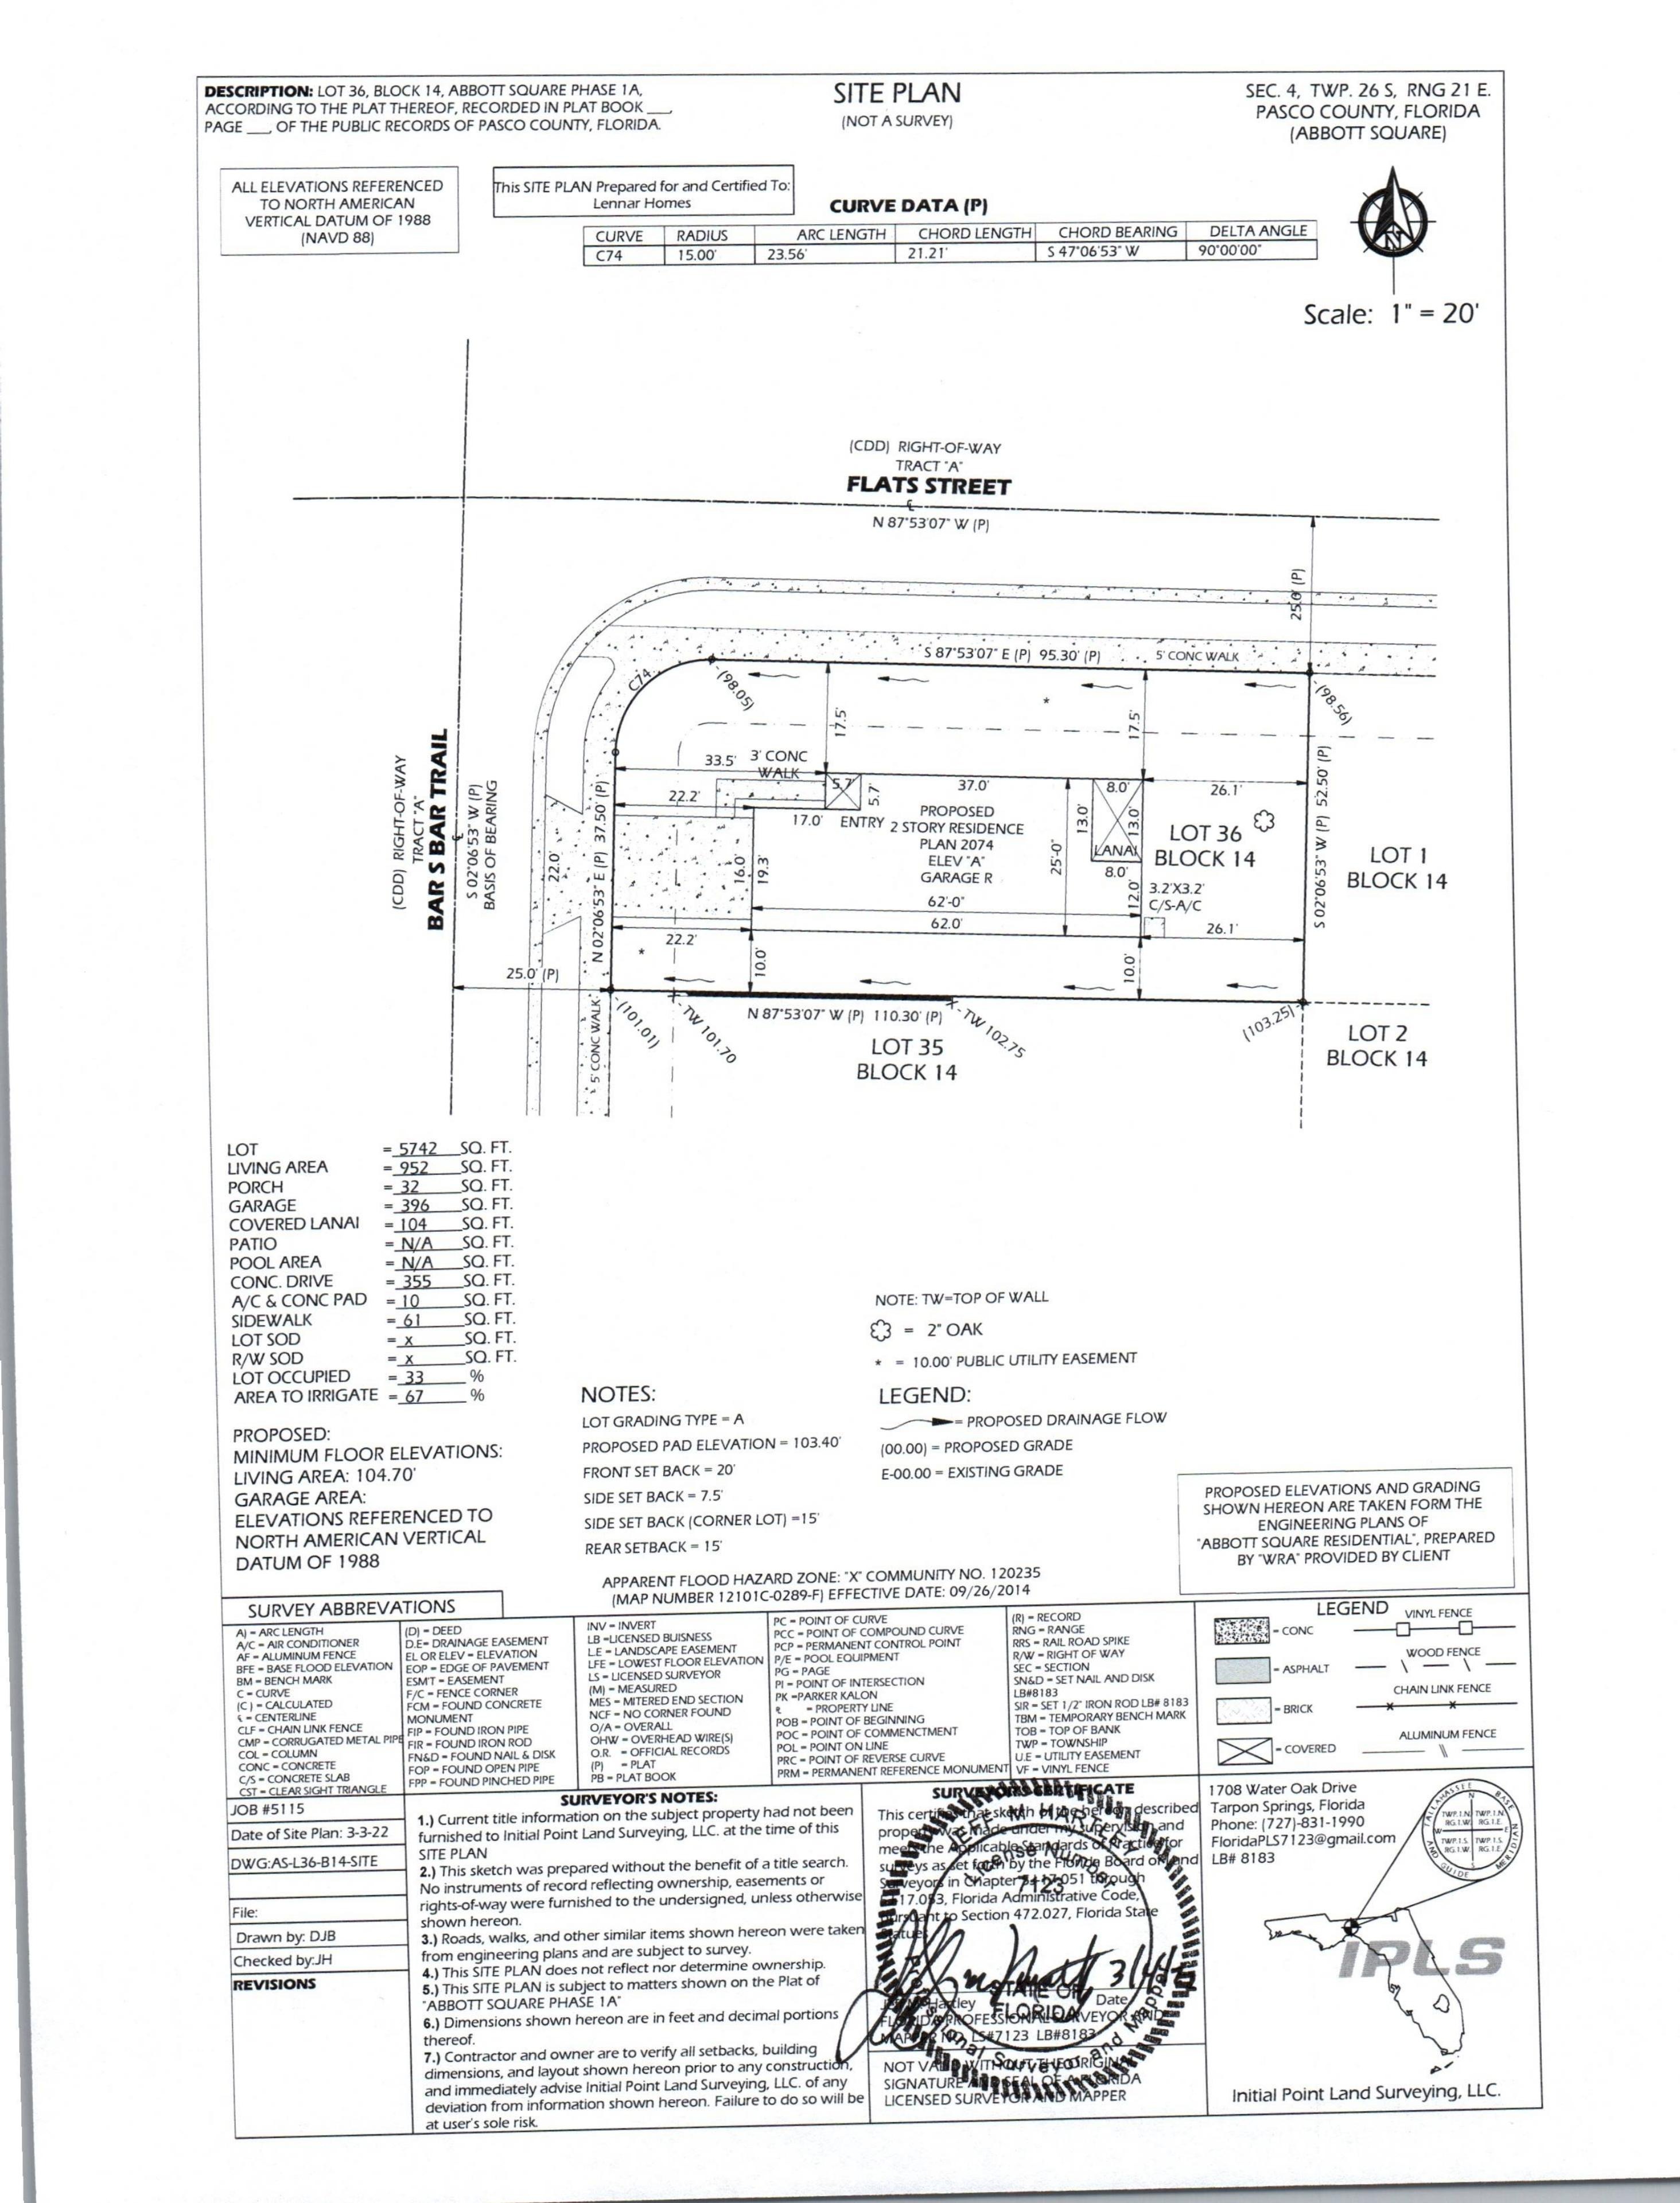 DESCRIPTION: LOT 36, BLOCK 14, ABBOTT SQUARE PHASE 1A,
ACCORDING TO THE PLAT THEREOF, RECORDED IN PLAT BOOK ___,
PAGE ___, OF THE PUBLIC RECORDS OF PASCO COUNTY, FLORIDA.
SITE PLAN
(NOT A SURVEY)
SEC. 4, TWP. 26 S, RNG 21 E.
PASCO COUNTY, FLORIDA
(ABBOTT SQUARE)
ALL ELEVATIONS REFERENCED
TO NORTH AMERICAN
VERTICAL DATUM OF 1988
(NAVD 88)
This SITE PLAN Prepared for and Certified To:
Lennar Homes
CURVE DATA (P)
CURVE RADIUS ARC LENGTH CHORD LENGTH CHORD BEARING DELTA ANGLE
C74 15.00' 23.56' 21.21' S 47°06'53" W 90°00'00"
N
Scale: 1" = 20'
(CDD) RIGHT-OF-WAY
TRACT "A"
FLATS STREET
N 87°53'07" W (P)
25.0' (P)
S 87°53'07" E (P) 95.30' (P)
5' CONC WALK
C74
(98.05)
(98.56)
*
17.5'
17.5'
33.5'
3' CONC
WALK
5.7'
5.7'
37.0'
8.0'
26.1'
22.2'
17.0'
ENTRY
PROPOSED
2 STORY RESIDENCE
PLAN 2074
ELEV "A"
GARAGE R
13.0'
13.0'
LANAI
8.0'
25'-0"
LOT 36
BLOCK 14
LOT 1
BLOCK 14
S 02°06'53" W (P) 52.50' (P)
(CDD) RIGHT-OF-WAY
TRACT "A"
BAR S BAR TRAIL
S 02°06'53" W (P)
BASIS OF BEARING
22.0'
N 02°06'53" E (P) 37.50' (P)
16.0'
19.3'
12.0'
3.2'X3.2'
C/S-A/C
62'-0"
62.0'
22.2'
26.1'
*
10.0'
10.0'
25.0' (P)
5' CONC WALK
(101.01)
TW 101.70
N 87°53'07" W (P) 110.30' (P)
TW 102.75
(103.25)
LOT 35
BLOCK 14
LOT 2
BLOCK 14
LOT = 5742 SQ. FT.
LIVING AREA = 952 SQ. FT.
PORCH = 32 SQ. FT.
GARAGE = 396 SQ. FT.
COVERED LANAI = 104 SQ. FT.
PATIO = N/A SQ. FT.
POOL AREA = N/A SQ. FT.
CONC. DRIVE = 355 SQ. FT.
A/C & CONC PAD = 10 SQ. FT.
SIDEWALK = 61 SQ. FT.
LOT SOD = x SQ. FT.
R/W SOD = x SQ. FT.
LOT OCCUPIED = 33 %
AREA TO IRRIGATE = 67 %
NOTE: TW=TOP OF WALL
= 2" OAK
* = 10.00' PUBLIC UTILITY EASEMENT
PROPOSED:
MINIMUM FLOOR ELEVATIONS:
LIVING AREA: 104.70'
GARAGE AREA:
ELEVATIONS REFERENCED TO
NORTH AMERICAN VERTICAL
DATUM OF 1988
NOTES:
LOT GRADING TYPE = A
PROPOSED PAD ELEVATION = 103.40'
FRONT SET BACK = 20'
SIDE SET BACK = 7.5'
SIDE SET BACK (CORNER LOT) =15'
REAR SETBACK = 15'
LEGEND:
= PROPOSED DRAINAGE FLOW
(00.00) = PROPOSED GRADE
E-00.00 = EXISTING GRADE
PROPOSED ELEVATIONS AND GRADING
SHOWN HEREON ARE TAKEN FORM THE
ENGINEERING PLANS OF
"ABBOTT SQUARE RESIDENTIAL", PREPARED
BY "WRA" PROVIDED BY CLIENT
APPARENT FLOOD HAZARD ZONE: "X" COMMUNITY NO. 120235
(MAP NUMBER 12101C-0289-F) EFFECTIVE DATE: 09/26/2014
SURVEY ABBREVATIONS
A) = ARC LENGTH
A/C = AIR CONDITIONER
AF = ALUMINUM FENCE
BFE = BASE FLOOD ELEVATION
BM = BENCH MARK
C = CURVE
(C) = CALCULATED
℄ = CENTERLINE
CLF = CHAIN LINK FENCE
CMP = CORRUGATED METAL PIPE
COL = COLUMN
CONC = CONCRETE
C/S = CONCRETE SLAB
CST = CLEAR SIGHT TRIANGLE
(D) = DEED
D.E= DRAINAGE EASEMENT
EL OR ELEV = ELEVATION
EOP = EDGE OF PAVEMENT
ESM'T = EASEMENT
F/C = FENCE CORNER
FCM = FOUND CONCRETE
MONUMENT
FIP = FOUND IRON PIPE
FIR = FOUND IRON ROD
FN&D = FOUND NAIL & DISK
FOP = FOUND OPEN PIPE
FPP = FOUND PINCHED PIPE
INV = INVERT
LB =LICENSED BUISNESS
L.E = LANDSCAPE EASEMENT
LFE = LOWEST FLOOR ELEVATION
LS = LICENSED SURVEYOR
(M) = MEASURED
MES = MITERED END SECTION
NCF = NO CORNER FOUND
O/A = OVERALL
OHW = OVERHEAD WIRE(S)
O.R. = OFFICIAL RECORDS
(P) = PLAT
PB = PLAT BOOK
PC = POINT OF CURVE
PCC = POINT OF COMPOUND CURVE
PCP = PERMANENT CONTROL POINT
P/E = POOL EQUIPMENT
PG = PAGE
PI = POINT OF INTERSECTION
PK =PARKER KALON
= PROPERTY LINE
POB = POINT OF BEGINNING
POC = POINT OF COMMENCTMENT
POL = POINT ON LINE
PRC = POINT OF REVERSE CURVE
PRM = PERMANENT REFERENCE MONUMENT
(R) = RECORD
RNG = RANGE
RRS = RAIL ROAD SPIKE
R/W = RIGHT OF WAY
SEC = SECTION
SN&D = SET NAIL AND DISK
LB#8183
SIR = SET 1/2" IRON ROD LB# 8183
TBM = TEMPORARY BENCH MARK
TOB = TOP OF BANK
TWP = TOWNSHIP
U.E = UTILITY EASEMENT
VF = VINYL FENCE
LEGEND
= CONC
= ASPHALT
= BRICK
= COVERED
VINYL FENCE
WOOD FENCE
CHAIN LINK FENCE
ALUMINUM FENCE
JOB #5115
Date of Site Plan: 3-3-22
DWG:AS-L36-B14-SITE
File:
Drawn by: DJB
Checked by:JH
REVISIONS
SURVEYOR'S NOTES:
1.) Current title information on the subject property had not been
furnished to Initial Point Land Surveying, LLC. at the time of this
SITE PLAN
2.) This sketch was prepared without the benefit of a title search.
No instruments of record reflecting ownership, easements or
rights-of-way were furnished to the undersigned, unless otherwise
shown hereon.
3.) Roads, walks, and other similar items shown hereon were taken
from engineering plans and are subject to survey.
4.) This SITE PLAN does not reflect nor determine ownership.
5.) This SITE PLAN is subject to matters shown on the Plat of
"ABBOTT SQUARE PHASE 1A"
6.) Dimensions shown hereon are in feet and decimal portions
thereof.
7.) Contractor and owner are to verify all setbacks, building
dimensions, and layout shown hereon prior to any construction,
and immediately advise Initial Point Land Surveying, LLC. of any
deviation from information shown hereon. Failure to do so will be
at user's sole risk.
SURVEYOR'S CERTIFICATE
This certifies that sketch of the hereon described
property was made under my supervision and
meets the Applicable Standards of Practice for
surveys as set forth by the Florida Board of Land
Surveyors in Chapter 5J-17.051 through
17.053, Florida Administrative Code,
pursuant to Section 472.027, Florida State
JEFF M HARTLEY
License Number
7123
STATE OF
FLORIDA
Professional Surveyor and Mapper
Hartley Date
FLORIDA PROFESSIONAL SURVEYOR AND
MAPPER NO. LS#7123 LB#8183
NOT VALID WITHOUT THE ORIGINAL
SIGNATURE AND SEAL OF A FLORIDA
LICENSED SURVEYOR AND MAPPER
1708 Water Oak Drive
Tarpon Springs, Florida
Phone: (727)-831-1990
FloridaPLS7123@gmail.com
LB# 8183
TALLAHASSEE BASE
AND GUIDE MERIDIAN
N
TWP.1.N TWP.1.N
RG.1.W. RG.1.E.
W E
TWP.1.S. TWP.1.S.
RG.1.W. RG.1.E.
S
IPLS
Initial Point Land Surveying, LLC.